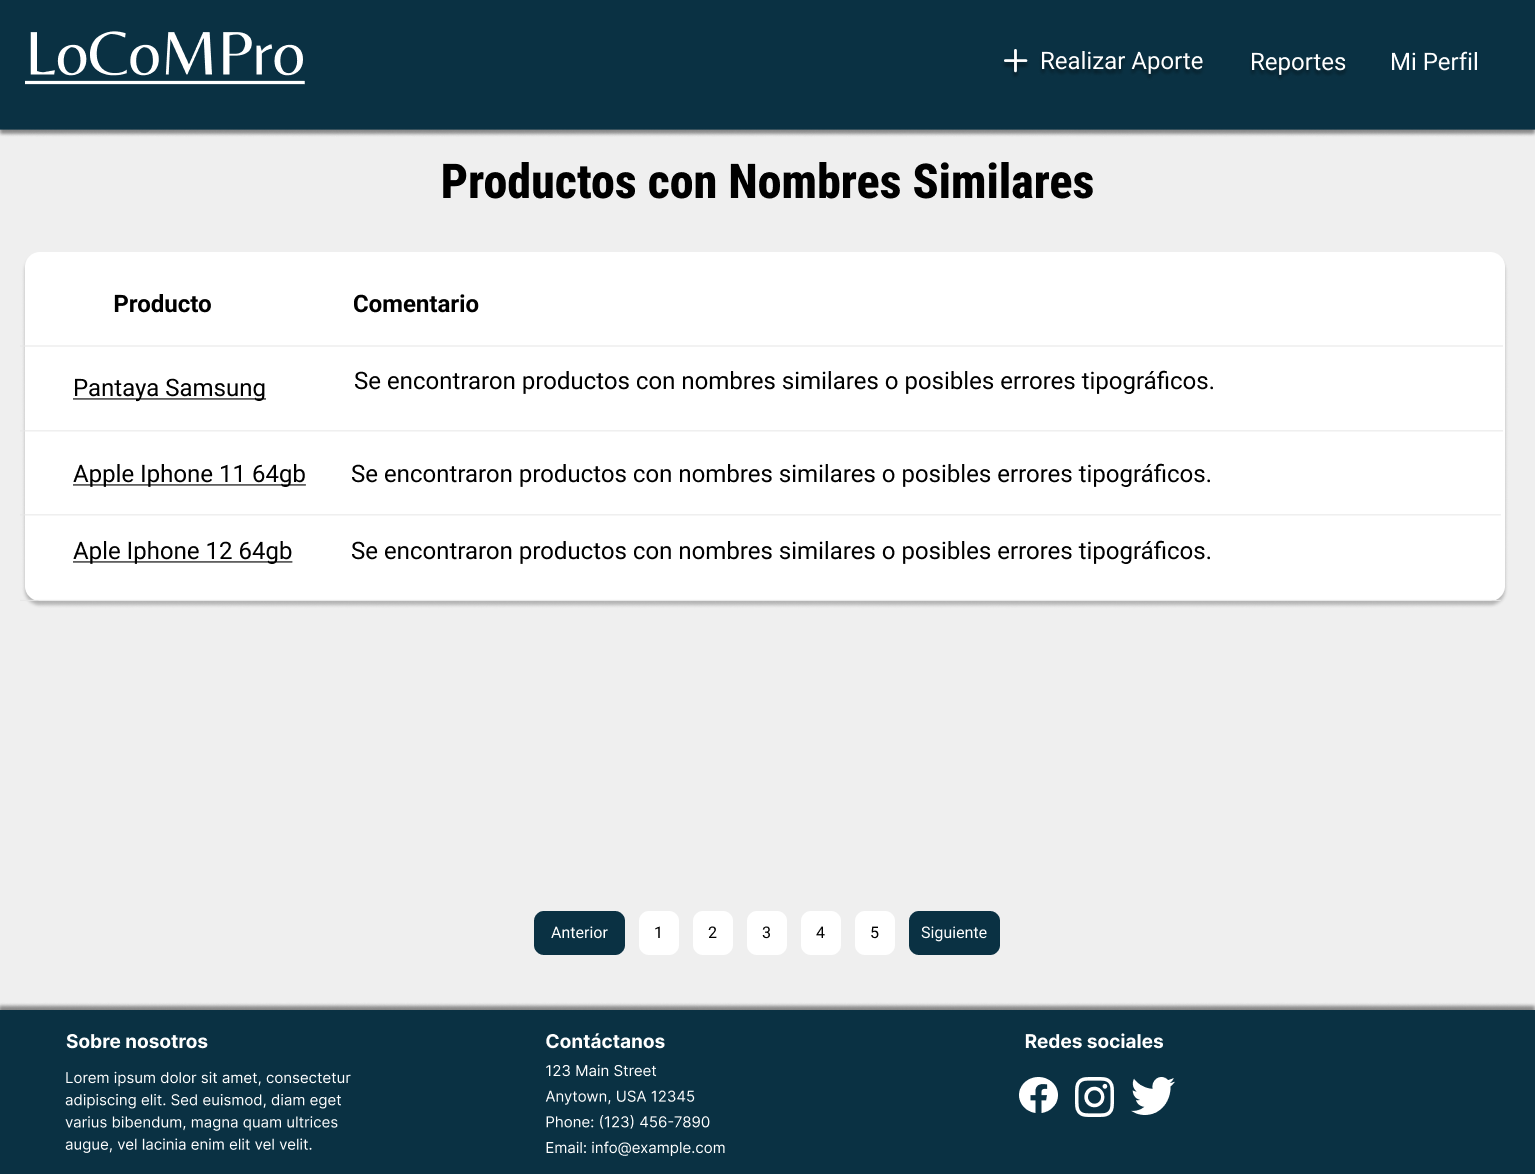 LoCoMPro
Realizar Aporte
Reportes
Mi Perfil
Productos con Nombres Similares
Producto
Comentario
Pantaya Samsung
Se encontraron productos con nombres similares o posibles errores tipográficos.
Apple Iphone 11 64gb
Se encontraron productos con nombres similares o posibles errores tipográficos.
Aple Iphone 12 64gb
Se encontraron productos con nombres similares o posibles errores tipográficos.
Anterior
1
2
3
4
5
Siguiente
Sobre nosotros
Lorem ipsum dolor sit amet, consectetur
adipiscing elit. Sed euismod, diam eget
varius bibendum, magna quam ultrices
augue, vel lacinia enim elit vel velit.
Contáctanos
123 Main Street
Anytown, USA 12345
Phone: (123) 456-7890
Email: info@example.com
Redes sociales